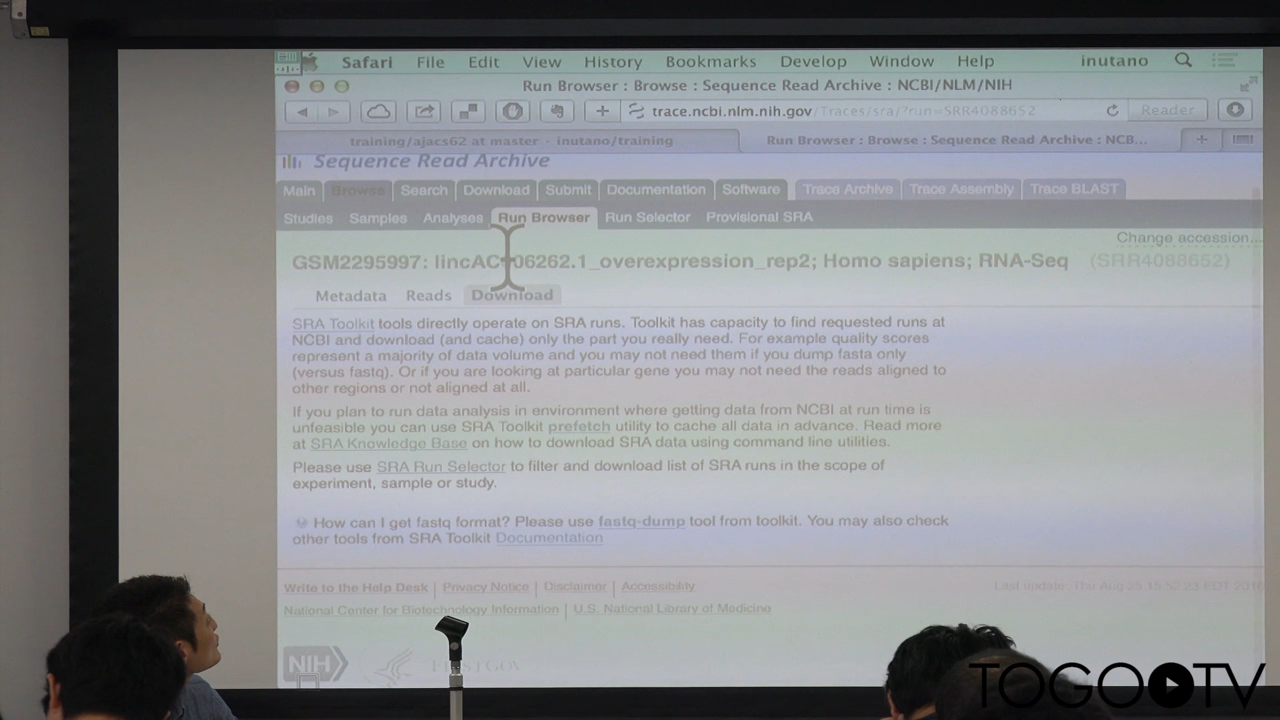 Safari File Edit View History Bookmarks Develop Window Help inutano
Run Browser : Browse : Sequence Read Archive : NCBI/NLM/NIH
trace.ncbi.nlm.nih.gov/Traces/sra/?run=SRR4088652 Reader
training/ajacs62 at master · inutano/training Run Browser : Browse : Sequence Read Archive : NCB...
Sequence Read Archive
Main Browse Search Download Submit Documentation Software Trace Archive Trace Assembly Trace BLAST
Studies Samples Analyses Run Browser Run Selector Provisional SRA
Change accession...
GSM2295997: lincAC 06262.1_overexpression_rep2; Homo sapiens; RNA-Seq (SRR4088652)
Metadata Reads Download
SRA Toolkit tools directly operate on SRA runs. Toolkit has capacity to find requested runs at
NCBI and download (and cache) only the part you really need. For example quality scores
represent a majority of data volume and you may not need them if you dump fasta only
(versus fastq). Or if you are looking at particular gene you may not need the reads aligned to
other regions or not aligned at all.
If you plan to run data analysis in environment where getting data from NCBI at run time is
unfeasible you can use SRA Toolkit prefetch utility to cache all data in advance. Read more
at SRA Knowledge Base on how to download SRA data using command line utilities.
Please use SRA Run Selector to filter and download list of SRA runs in the scope of
experiment, sample or study.
How can I get fastq format? Please use fastq-dump tool from toolkit. You may also check
other tools from SRA Toolkit Documentation
Write to the Help Desk | Privacy Notice | Disclaimer | Accessibility
Last update: Thu Aug 25
National Center for Biotechnology Information | U.S. National Library of Medicine
NIH FIRSTGOV
TOGOTV